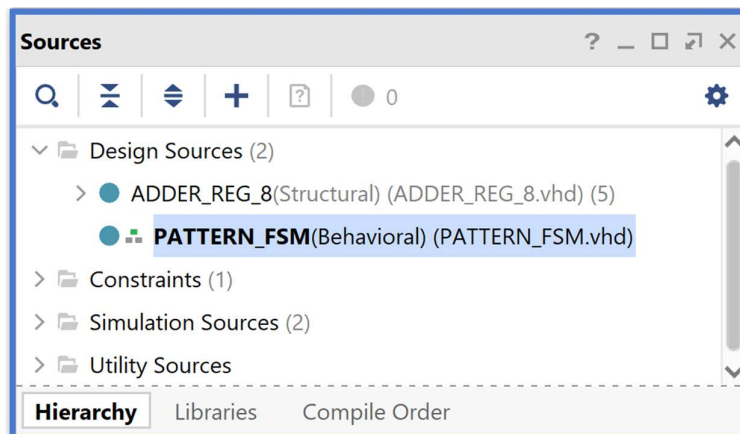 Sources
0
Design Sources (2)
ADDER_REG_8(Structural) (ADDER_REG_8.vhd) (5)
PATTERN_FSM(Behavioral) (PATTERN_FSM.vhd)
Constraints (1)
Simulation Sources (2)
Utility Sources
Hierarchy Libraries Compile Order